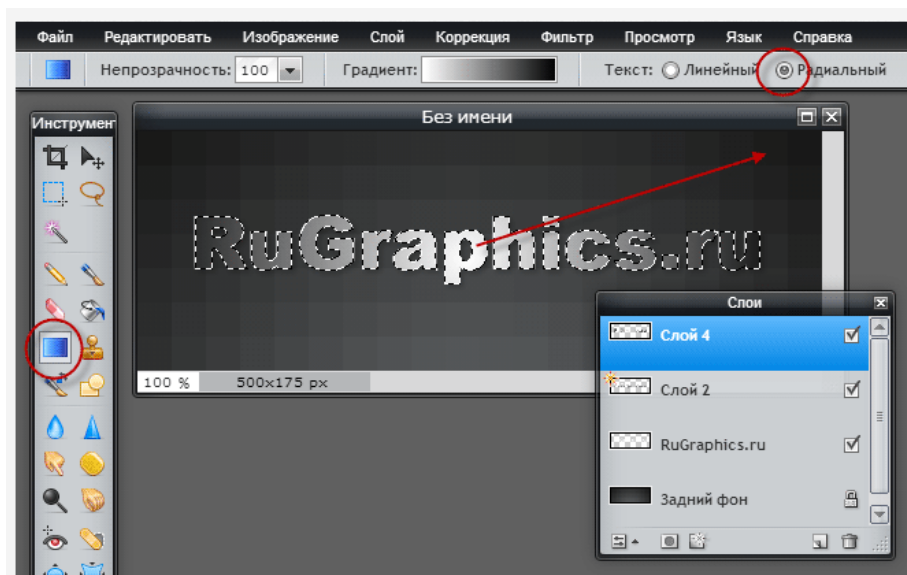 Файл Редактировать Изображение Слой Коррекция Фильтр Просмотр Язык Справка
Непрозрачность: 100 Градиент: Текст: Линейный Радиальный
Инструмент
Без имени
RuGraphics.ru
100 % 500x175 px
Слои
Слой 4
Слой 2
RuGraphics.ru
Задний фон